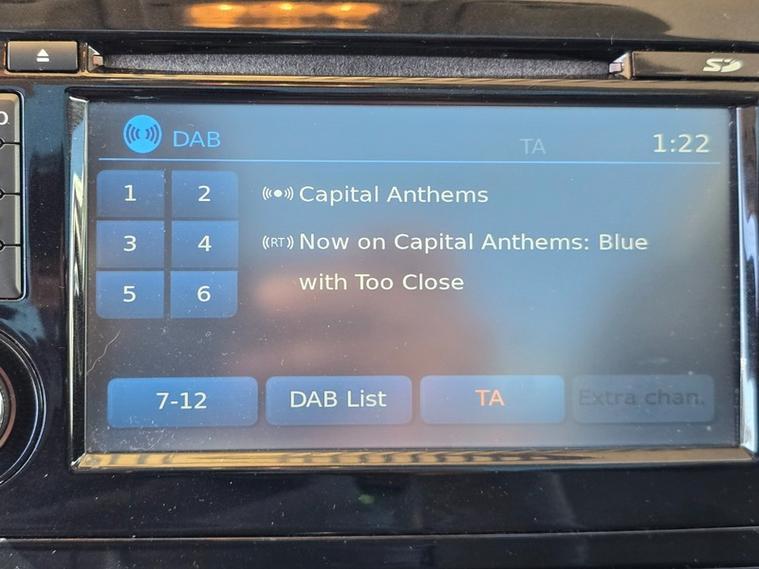 SD
DAB
TA
1:22
1 2
Capital Anthems
3 4
RT Now on Capital Anthems: Blue
with Too Close
5 6
7-12
DAB List
TA
Extra chan.